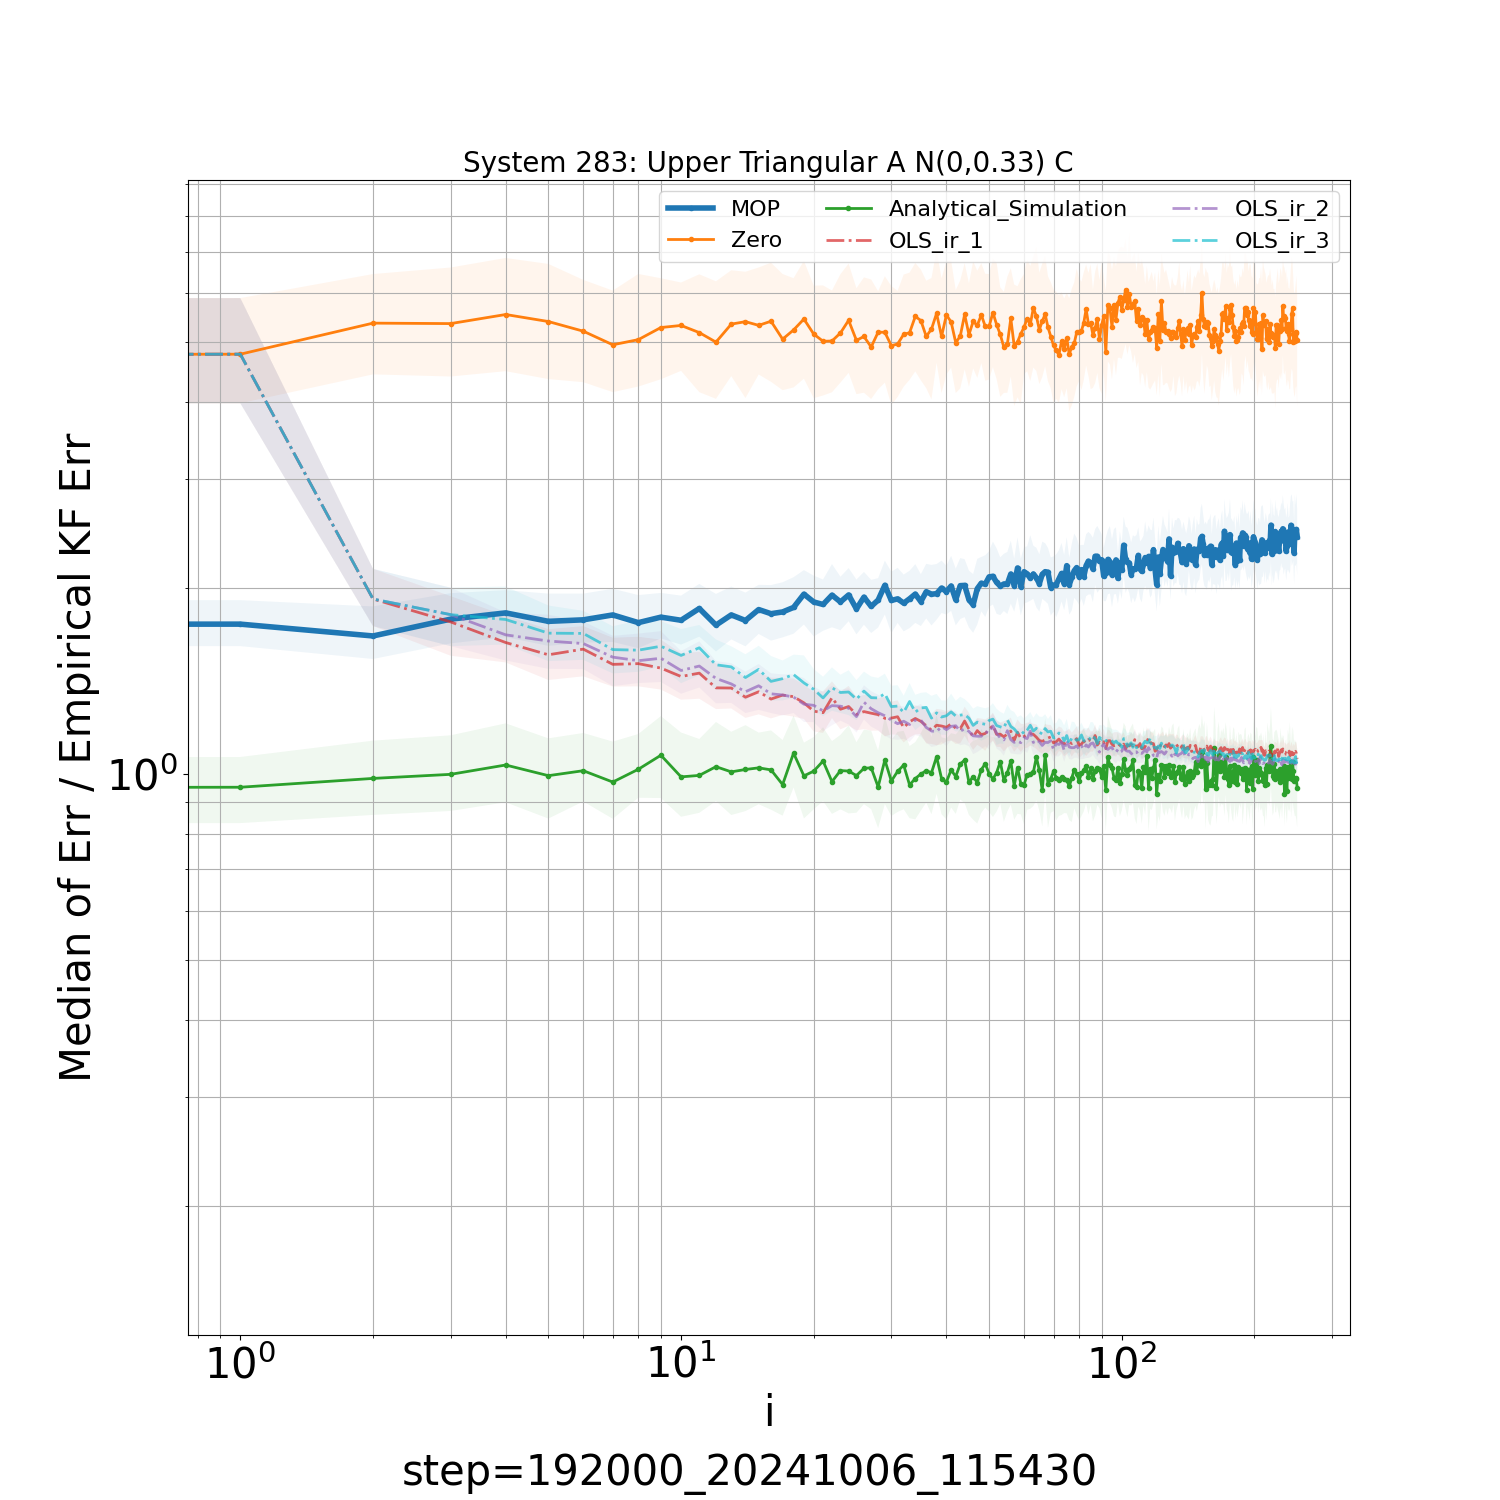 System 283: Upper Triangular A N(0,0.33) C
MOP
Zero
Analytical_Simulation
OLS_ir_1
OLS_ir_2
OLS_ir_3
Median of Err / Empirical KF Err
10⁰
10⁰ 10¹ 10²
i
step=192000_20241006_115430